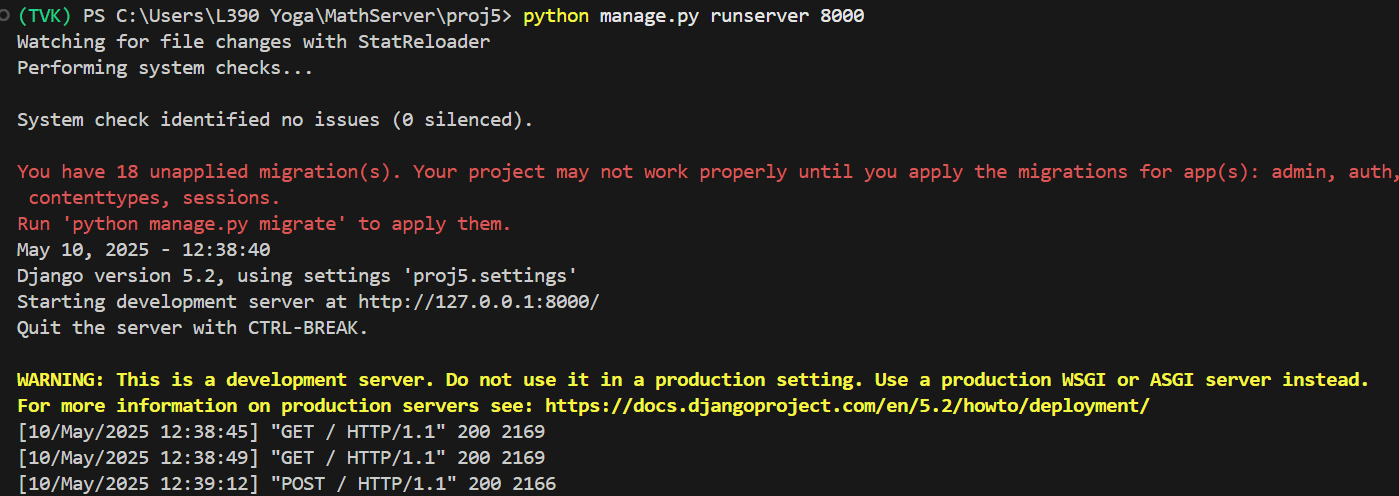 (TVK) PS C:\Users\L390 Yoga\MathServer\proj5> python manage.py runserver 8000
Watching for file changes with StatReloader
Performing system checks...
System check identified no issues (0 silenced).
You have 18 unapplied migration(s). Your project may not work properly until you apply the migrations for app(s): admin, auth,
contenttypes, sessions.
Run 'python manage.py migrate' to apply them.
May 10, 2025 - 12:38:40
Django version 5.2, using settings 'proj5.settings'
Starting development server at http://127.0.0.1:8000/
Quit the server with CTRL-BREAK.
WARNING: This is a development server. Do not use it in a production setting. Use a production WSGI or ASGI server instead.
For more information on production servers see: https://docs.djangoproject.com/en/5.2/howto/deployment/
[10/May/2025 12:38:45] "GET / HTTP/1.1" 200 2169
[10/May/2025 12:38:49] "GET / HTTP/1.1" 200 2169
[10/May/2025 12:39:12] "POST / HTTP/1.1" 200 2166